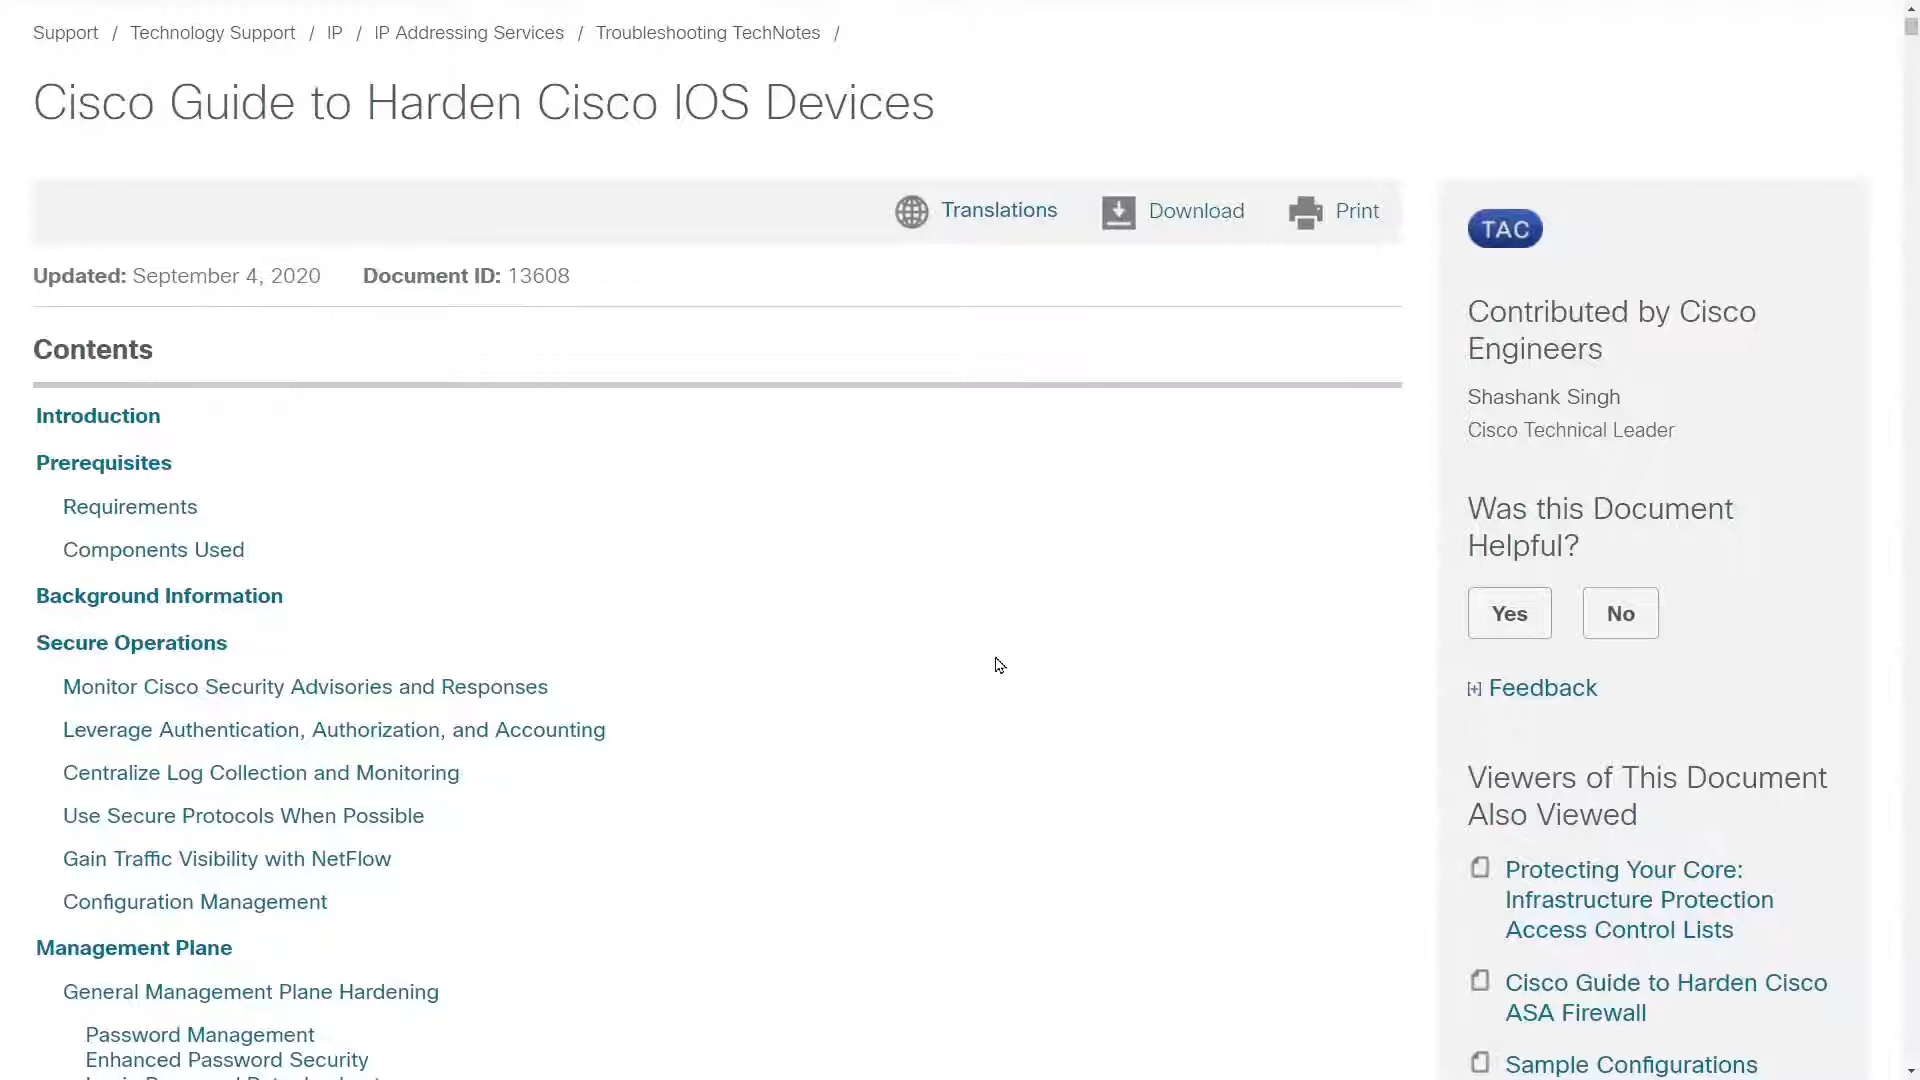 Support / Technology Support / IP / IP Addressing Services / Troubleshooting TechNotes /
Cisco Guide to Harden Cisco IOS Devices
Translations Download Print
Updated: September 4, 2020 Document ID: 13608
Contents
Introduction
Prerequisites
Requirements
Components Used
Background Information
Secure Operations
Monitor Cisco Security Advisories and Responses
Leverage Authentication, Authorization, and Accounting
Centralize Log Collection and Monitoring
Use Secure Protocols When Possible
Gain Traffic Visibility with NetFlow
Configuration Management
Management Plane
General Management Plane Hardening
Password Management
Enhanced Password Security
TAC
Contributed by Cisco
Engineers
Shashank Singh
Cisco Technical Leader
Was this Document
Helpful?
Yes No
[+] Feedback
Viewers of This Document
Also Viewed
Protecting Your Core:
Infrastructure Protection
Access Control Lists
Cisco Guide to Harden Cisco
ASA Firewall
Sample Configurations